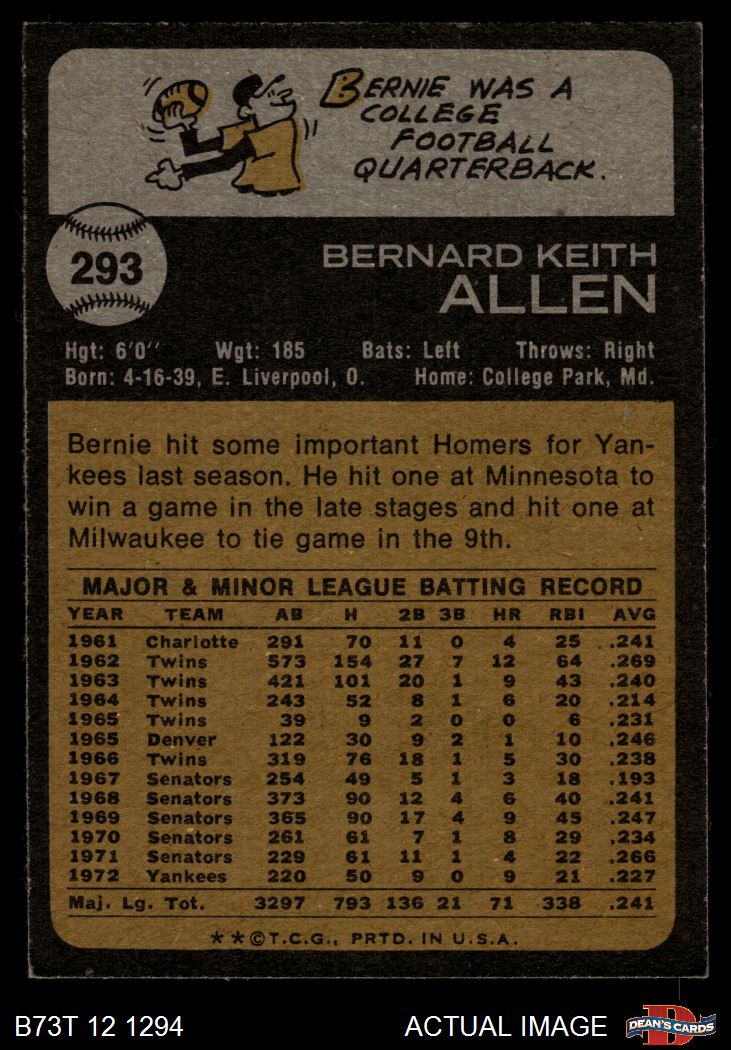 BERNIE WAS A
COLLEGE
FOOTBALL
QUARTERBACK.
293
BERNARD KEITH
ALLEN
Hgt: 6'0" Wgt: 185 Bats: Left Throws: Right
Born: 4-16-39, E. Liverpool, O. Home: College Park, Md.
Bernie hit some important Homers for Yan-
kees last season. He hit one at Minnesota to
win a game in the late stages and hit one at
Milwaukee to tie game in the 9th.
MAJOR & MINOR LEAGUE BATTING RECORD
YEAR TEAM AB H 2B 3B HR RBI AVG
1961 Charlotte 291 70 11 0 4 25 .241
1962 Twins 573 154 27 7 12 64 .269
1963 Twins 421 101 20 1 9 43 .240
1964 Twins 243 52 8 1 6 20 .214
1965 Twins 39 9 2 0 0 6 .231
1965 Denver 122 30 9 2 1 10 .246
1966 Twins 319 76 18 1 5 30 .238
1967 Senators 254 49 5 1 3 18 .193
1968 Senators 373 90 12 4 6 40 .241
1969 Senators 365 90 17 4 9 45 .247
1970 Senators 261 61 7 1 8 29 .234
1971 Senators 229 61 11 1 4 22 .266
1972 Yankees 220 50 9 0 9 21 .227
Maj. Lg. Tot. 3297 793 136 21 71 338 .241
**©T.C.G., PRTD. IN U.S.A.
B73T 12 1294 ACTUAL IMAGE D DEAN'S CARDS